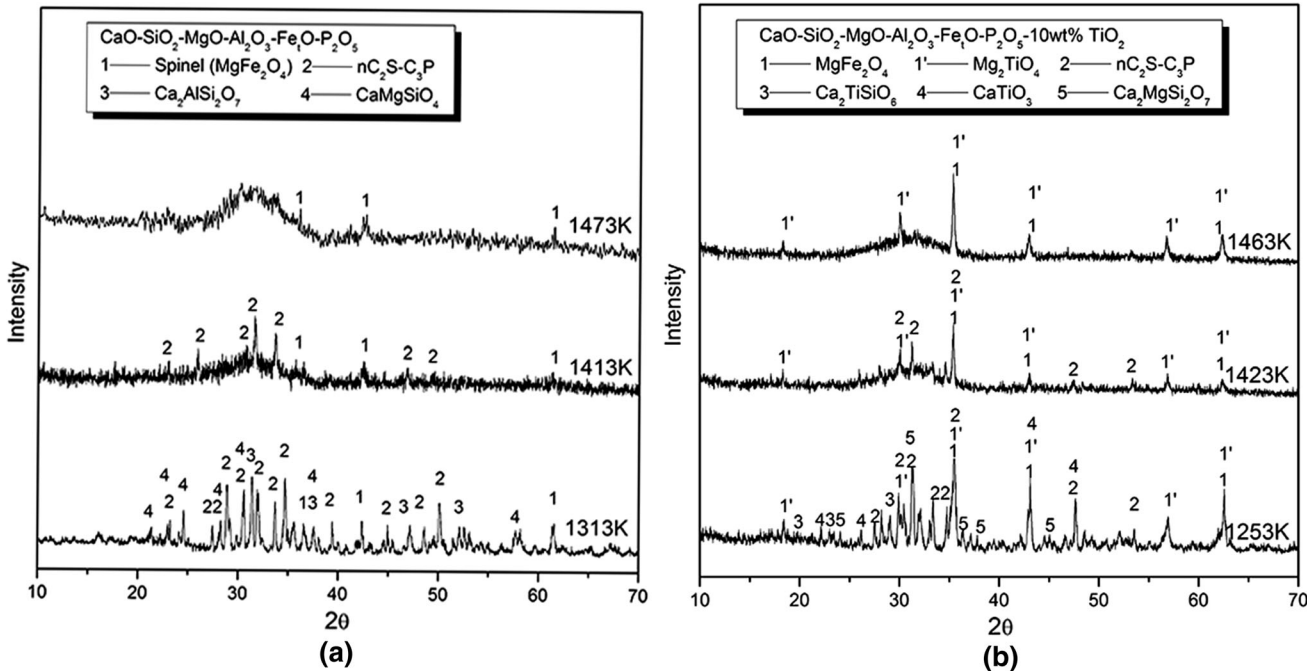 CaO-SiO₂-MgO-Al₂O₃-FeₜO-P₂O₅
1 —— Spinel (MgFe₂O₄) 2 —— nC₂S-C₃P
3 —— Ca₂AlSi₂O₇ 4 —— CaMgSiO₄
1 1 1
1473K
2 2 2 2 2 1 1 2 2 1
1413K
4 4 2 4 22 4 2 4 2 3 2 2 2 13 4 2 1 2 3 2 2 3 4 1
1313K
Intensity
10 20 30 40 50 60 70
2θ
(a)
CaO-SiO₂-MgO-Al₂O₃-FeₜO-P₂O₅-10wt% TiO₂
1 —— MgFe₂O₄ 1' —— Mg₂TiO₄ 2 —— nC₂S-C₃P
3 —— Ca₂TiSiO₆ 4 —— CaTiO₃ 5 —— Ca₂MgSi₂O₇
1' 1' 1' 1 1' 1 1' 1' 1
1463K
1' 2 1' 2 2 1' 1 1' 1 2 2 1' 1' 1
1423K
1' 3 435 4 2 3 22 1' 5 2 22 2 1' 1 5 5 4 1' 1 5 4 2 2 1' 1' 1
1253K
Intensity
10 20 30 40 50 60 70
2θ
(b)